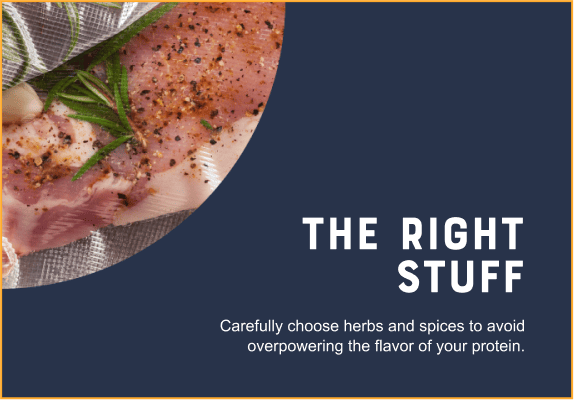 THE RIGHT
STUFF
Carefully choose herbs and spices to avoid
overpowering the flavor of your protein.